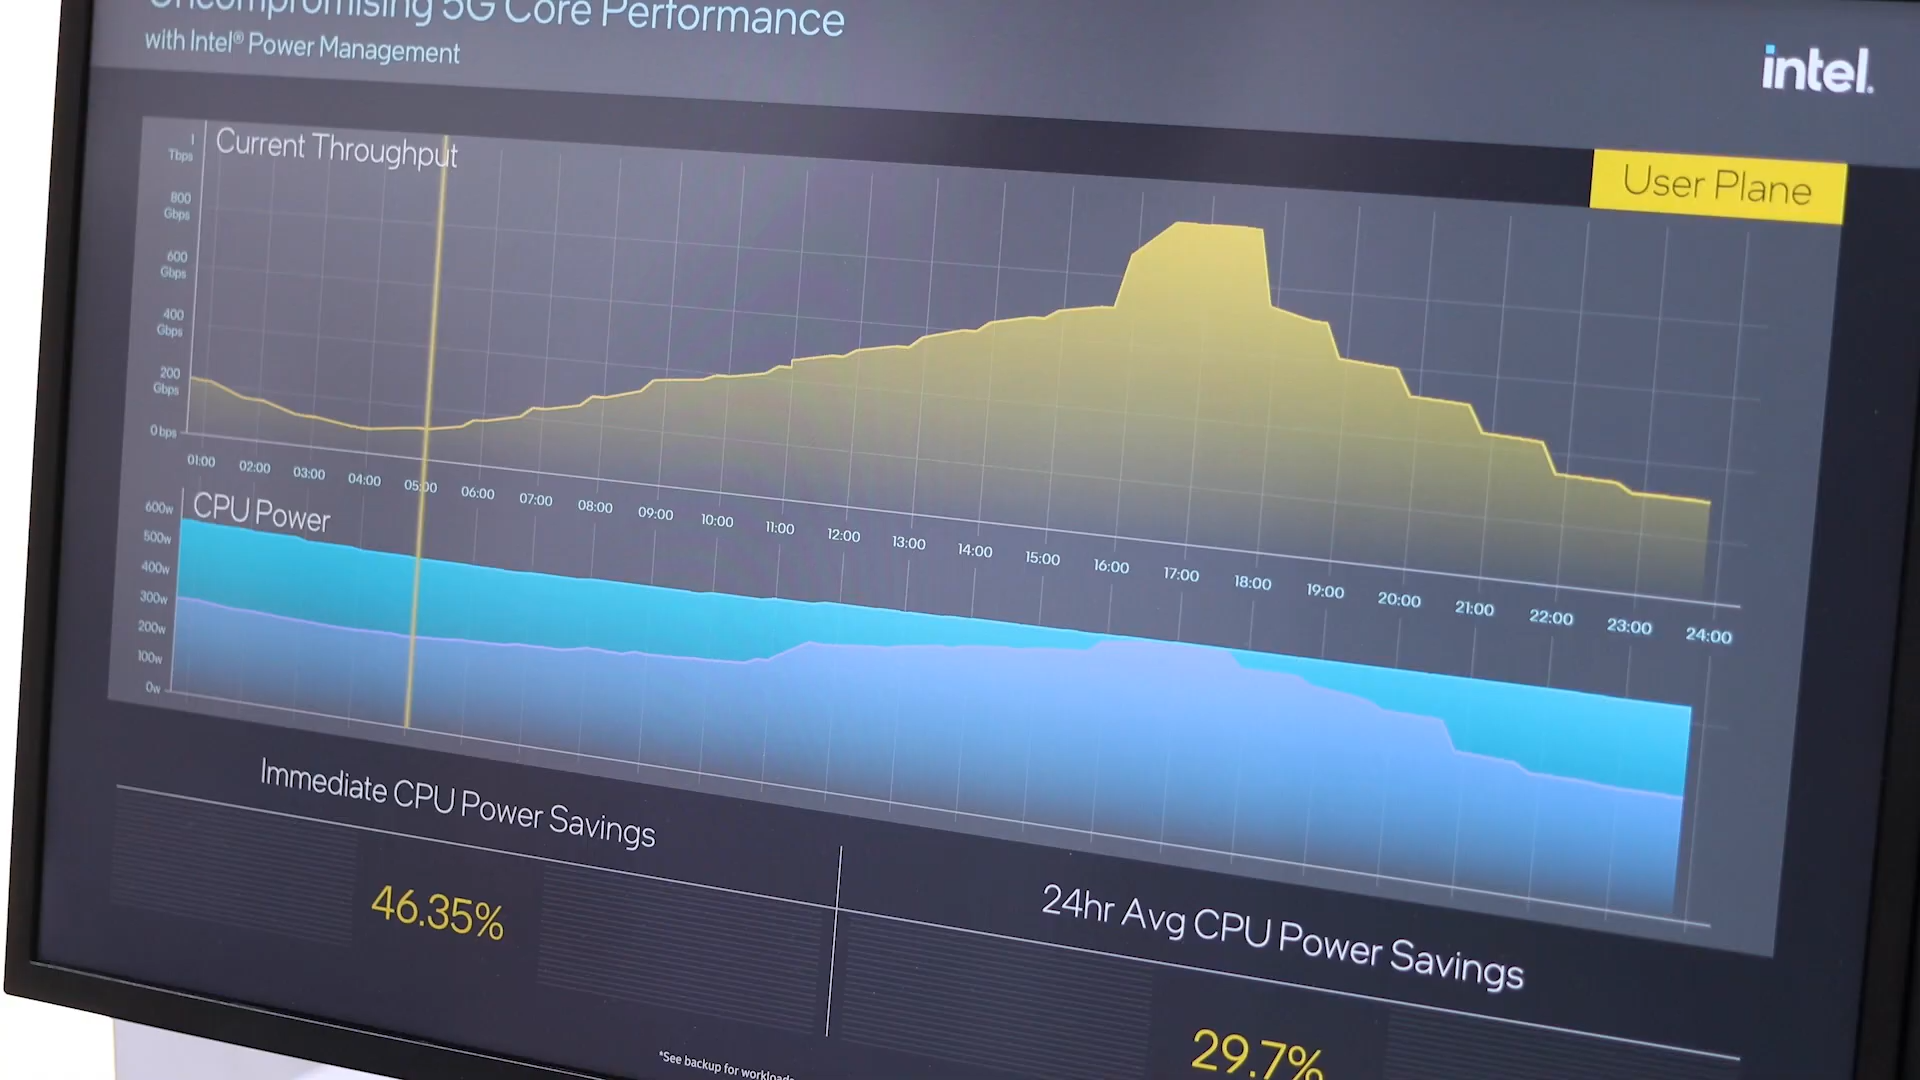 Uncompromising 5G Core Performance
with Intel® Power Management
intel.
User Plane
Current Throughput
1 Tbps
800 Gbps
600 Gbps
400 Gbps
200 Gbps
0 bps
01:00 02:00 03:00 04:00 05:00 06:00 07:00 08:00 09:00 10:00 11:00 12:00 13:00 14:00 15:00 16:00 17:00 18:00 19:00 20:00 21:00 22:00 23:00 24:00
CPU Power
600w
500w
400w
300w
200w
100w
0w
Immediate CPU Power Savings
46.35%
24hr Avg CPU Power Savings
29.7%
*See backup for workloads